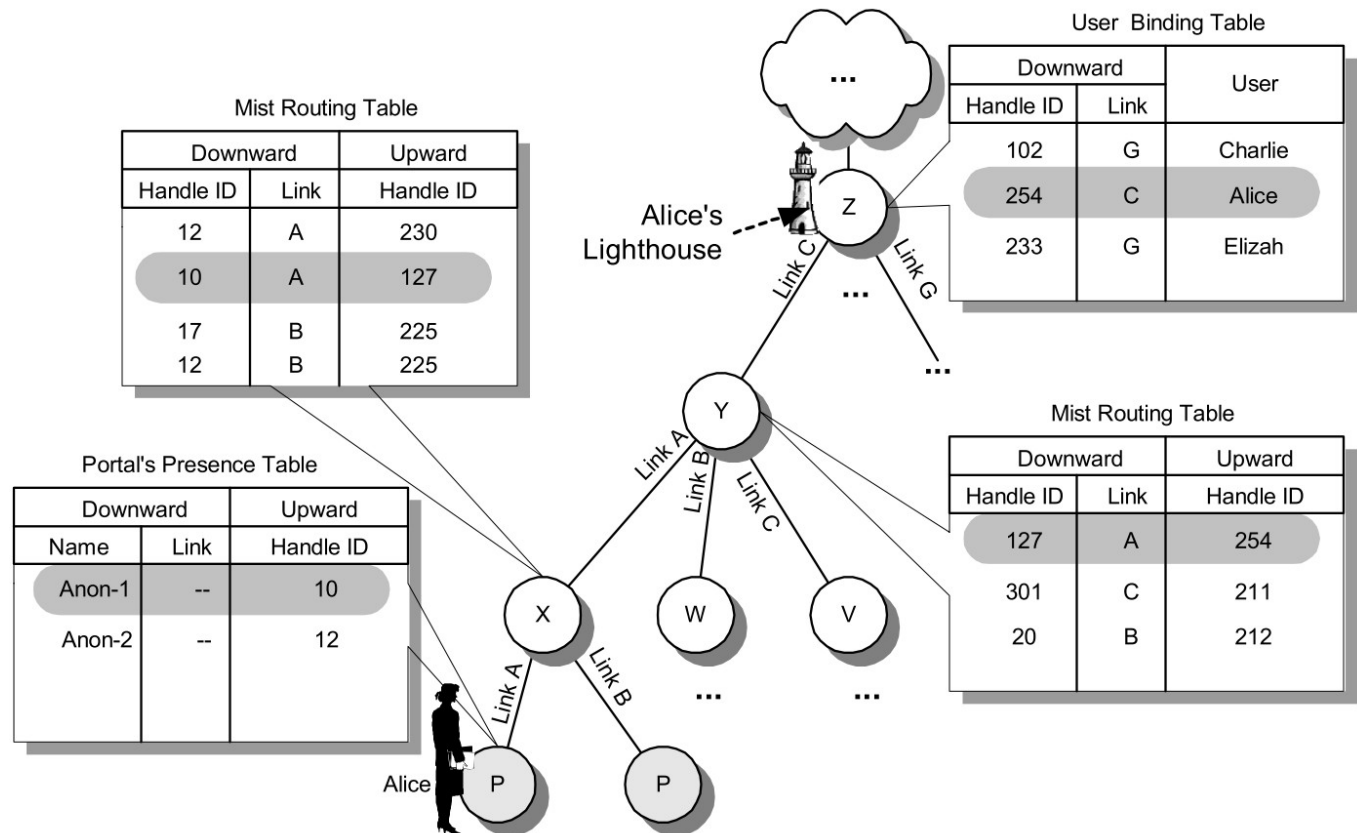 User Binding Table
Downward User
Handle ID Link
102 G Charlie
254 C Alice
233 G Elizah
...
Mist Routing Table
Downward Upward
Handle ID Link Handle ID
12 A 230
10 A 127
17 B 225
12 B 225
Z
Alice's
Lighthouse
Link C
Link G
...
...
Y
Link A
Link B
Link C
Mist Routing Table
Downward Upward
Handle ID Link Handle ID
127 A 254
301 C 211
20 B 212
Portal's Presence Table
Downward Upward
Name Link Handle ID
Anon-1 -- 10
Anon-2 -- 12
X
W
V
...
...
Link A
Link B
Alice
P
P